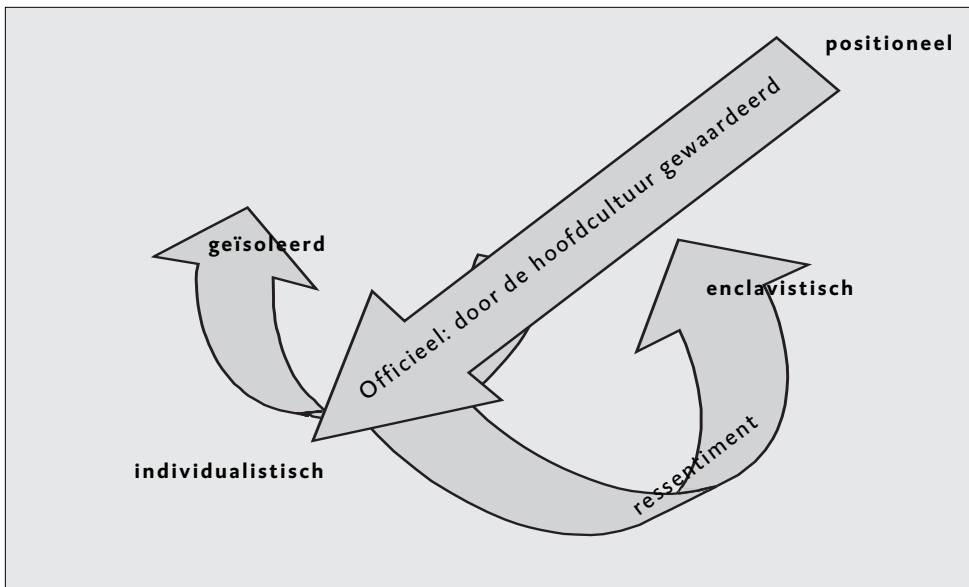 positioneel
Officieel: door de hoofdcultuur gewaardeerd
geïsoleerd
enclavistisch
ressentiment
individualistisch